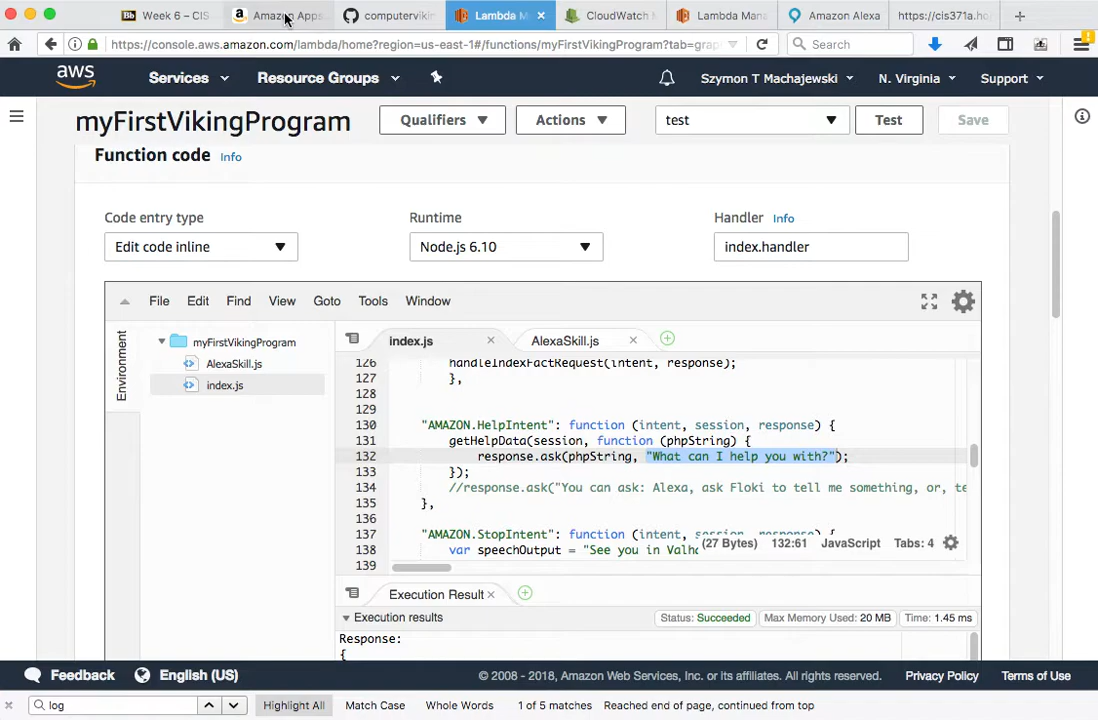 Week 6 – CIS
Amazon Apps
computerviki
Lambda M
CloudWatch M
Lambda Mana
Amazon Alexa
https://cis371a.ho
https://console.aws.amazon.com/lambda/home?region=us-east-1#/functions/myFirstVikingProgram?tab=grap
Search
aws
Services
Resource Groups
Szymon T Machajewski
N. Virginia
Support
myFirstVikingProgram
Qualifiers
Actions
test
Test
Save
Function code
Info
Code entry type
Runtime
Handler
Info
Edit code inline
Node.js 6.10
index.handler
File
Edit
Find
View
Goto
Tools
Window
Environment
myFirstVikingProgram
AlexaSkill.js
index.js
index.js
AlexaSkill.js
126 handleIndexFactRequest(intent, response);
127 },
128
129
130 "AMAZON.HelpIntent": function (intent, session, response) {
131 getHelpData(session, function (phpString) {
132 response.ask(phpString, "What can I help you with?");
133 });
134 //response.ask("You can ask: Alexa, ask Floki to tell me something, or, te
135 },
136
137 "AMAZON.StopIntent": function (intent, session, response) {
138 var speechOutput = "See you in Valh
139
(27 Bytes)
132:61
JavaScript
Tabs: 4
Execution Result
Execution results
Status: Succeeded
Max Memory Used: 20 MB
Time: 1.45 ms
Response:
{
Feedback
English (US)
© 2008 - 2018, Amazon Web Services, Inc. or its affiliates. All rights reserved.
Privacy Policy
Terms of Use
log
Highlight All
Match Case
Whole Words
1 of 5 matches
Reached end of page, continued from top